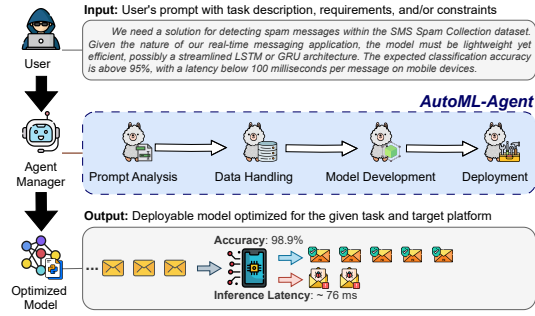 Input: User's prompt with task description, requirements, and/or constraints
We need a solution for detecting spam messages within the SMS Spam Collection dataset.
Given the nature of our real-time messaging application, the model must be lightweight yet
efficient, possibly a streamlined LSTM or GRU architecture. The expected classification accuracy
is above 95%, with a latency below 100 milliseconds per message on mobile devices.
User
AutoML-Agent
Agent
Manager
Prompt Analysis
Data Handling
Model Development
Deployment
Output: Deployable model optimized for the given task and target platform
Accuracy: 98.9%
...
Inference Latency: ~ 76 ms
Optimized
Model